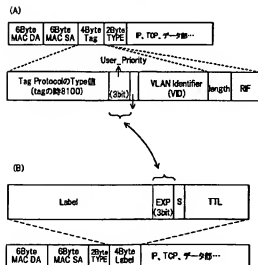 (A)
6Byte MAC DA
6Byte MAC SA
4Byte Tag
2Byte TYPE
IP、TCP、データ部…
User_Priority
Tag ProtocolのType値
(tagの時8100)
(3bit)
VLAN Identifier
(VID)
length
RIF
(B)
Label
EXP
(3bit)
S
TTL
6Byte MAC DA
6Byte MAC SA
2Byte TYPE
4Byte Label
IP、TCP、データ部…